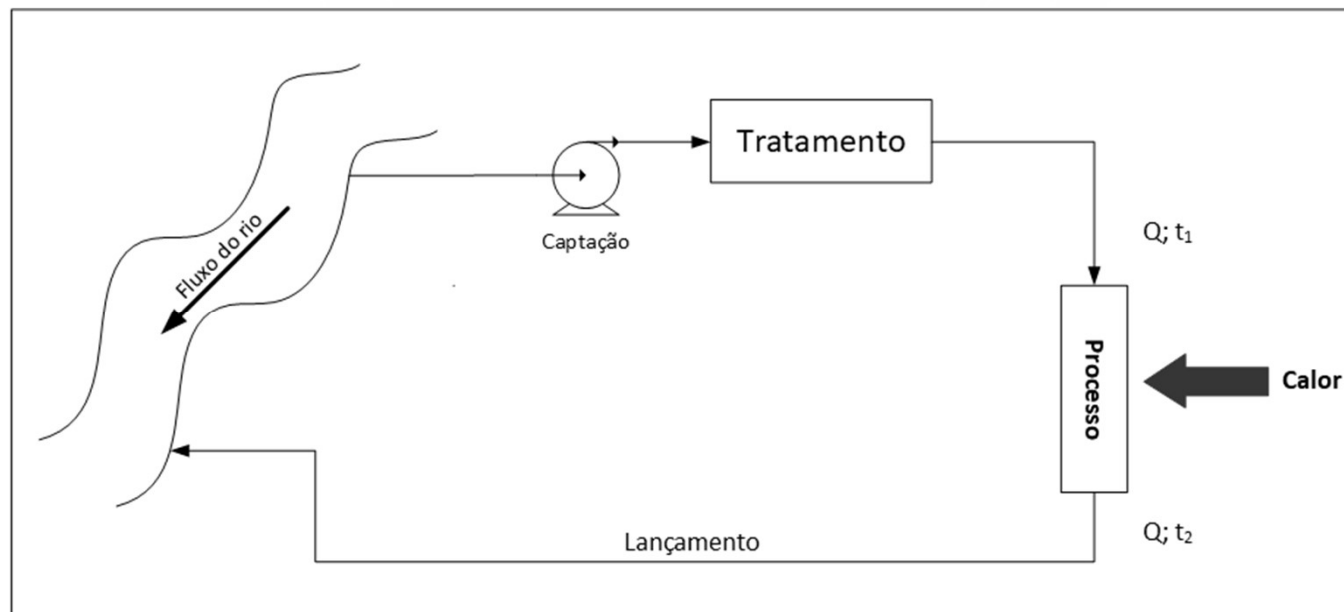 Tratamento
Captação
Fluxo do rio
Q; t₁
Processo
Calor
Q; t₂
Lançamento